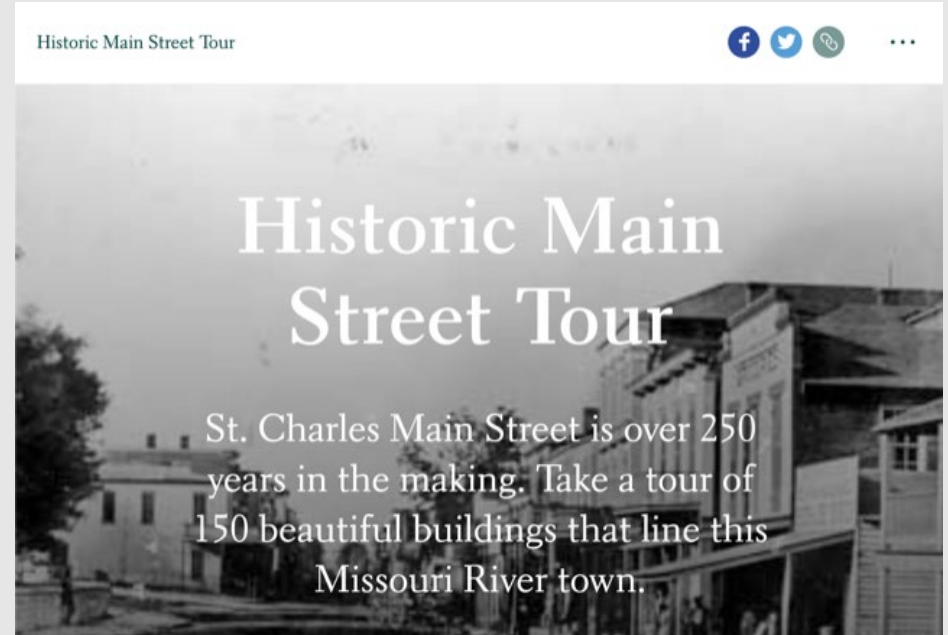 Historic Main Street Tour
Historic Main
Street Tour
St. Charles Main Street is over 250
years in the making. Take a tour of
150 beautiful buildings that line this
Missouri River town.